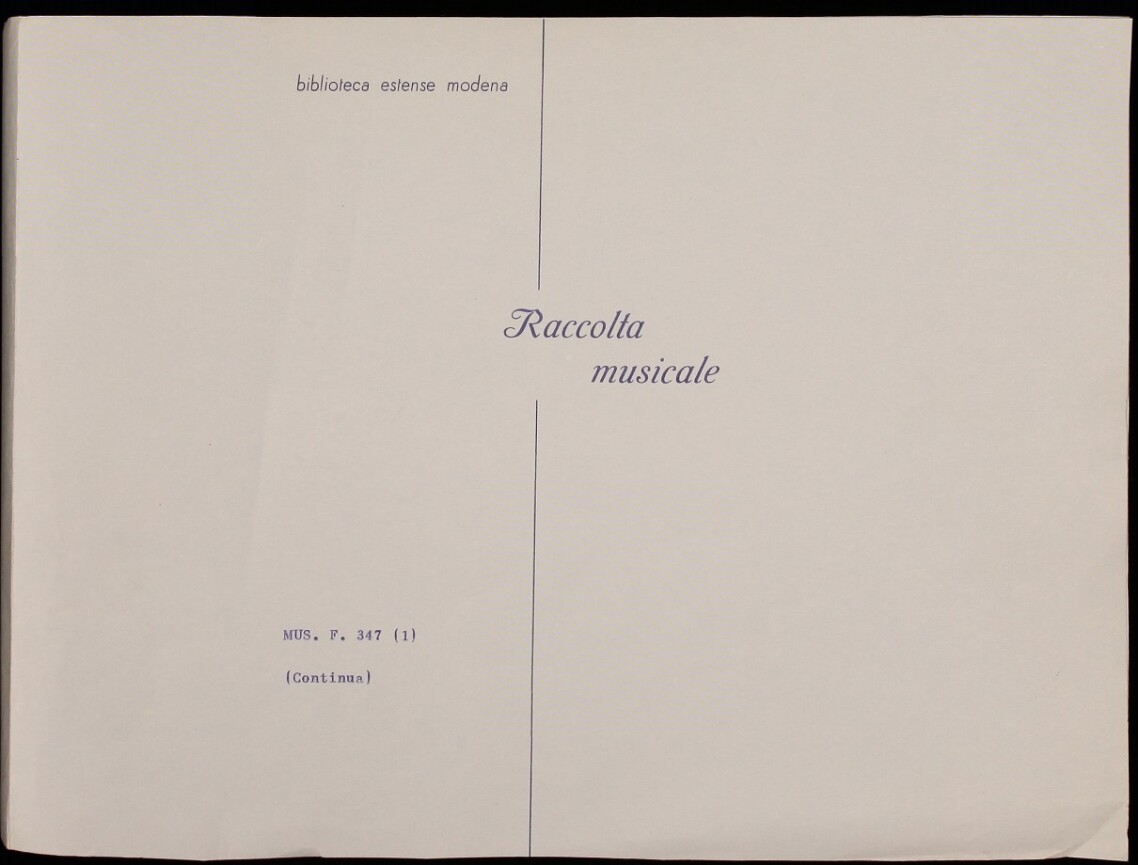 biblioteca estense modena
Raccolta
musicale
MUS. F. 347 (1)
(Continua)